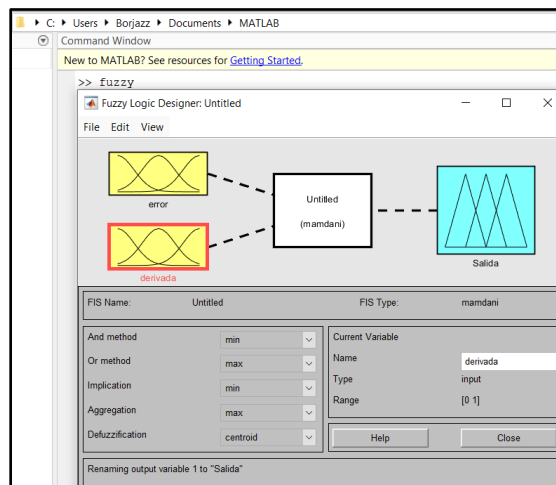 C: Users Borjazz Documents MATLAB
Command Window
New to MATLAB? See resources for Getting Started.
>> fuzzy
Fuzzy Logic Designer: Untitled
File Edit View
error
derivada
Untitled
(mamdani)
Salida
FIS Name: Untitled FIS Type: mamdani
And method min
Or method max
Implication min
Aggregation max
Defuzzification centroid
Current Variable
Name derivada
Type input
Range [0 1]
Help Close
Renaming output variable 1 to "Salida"